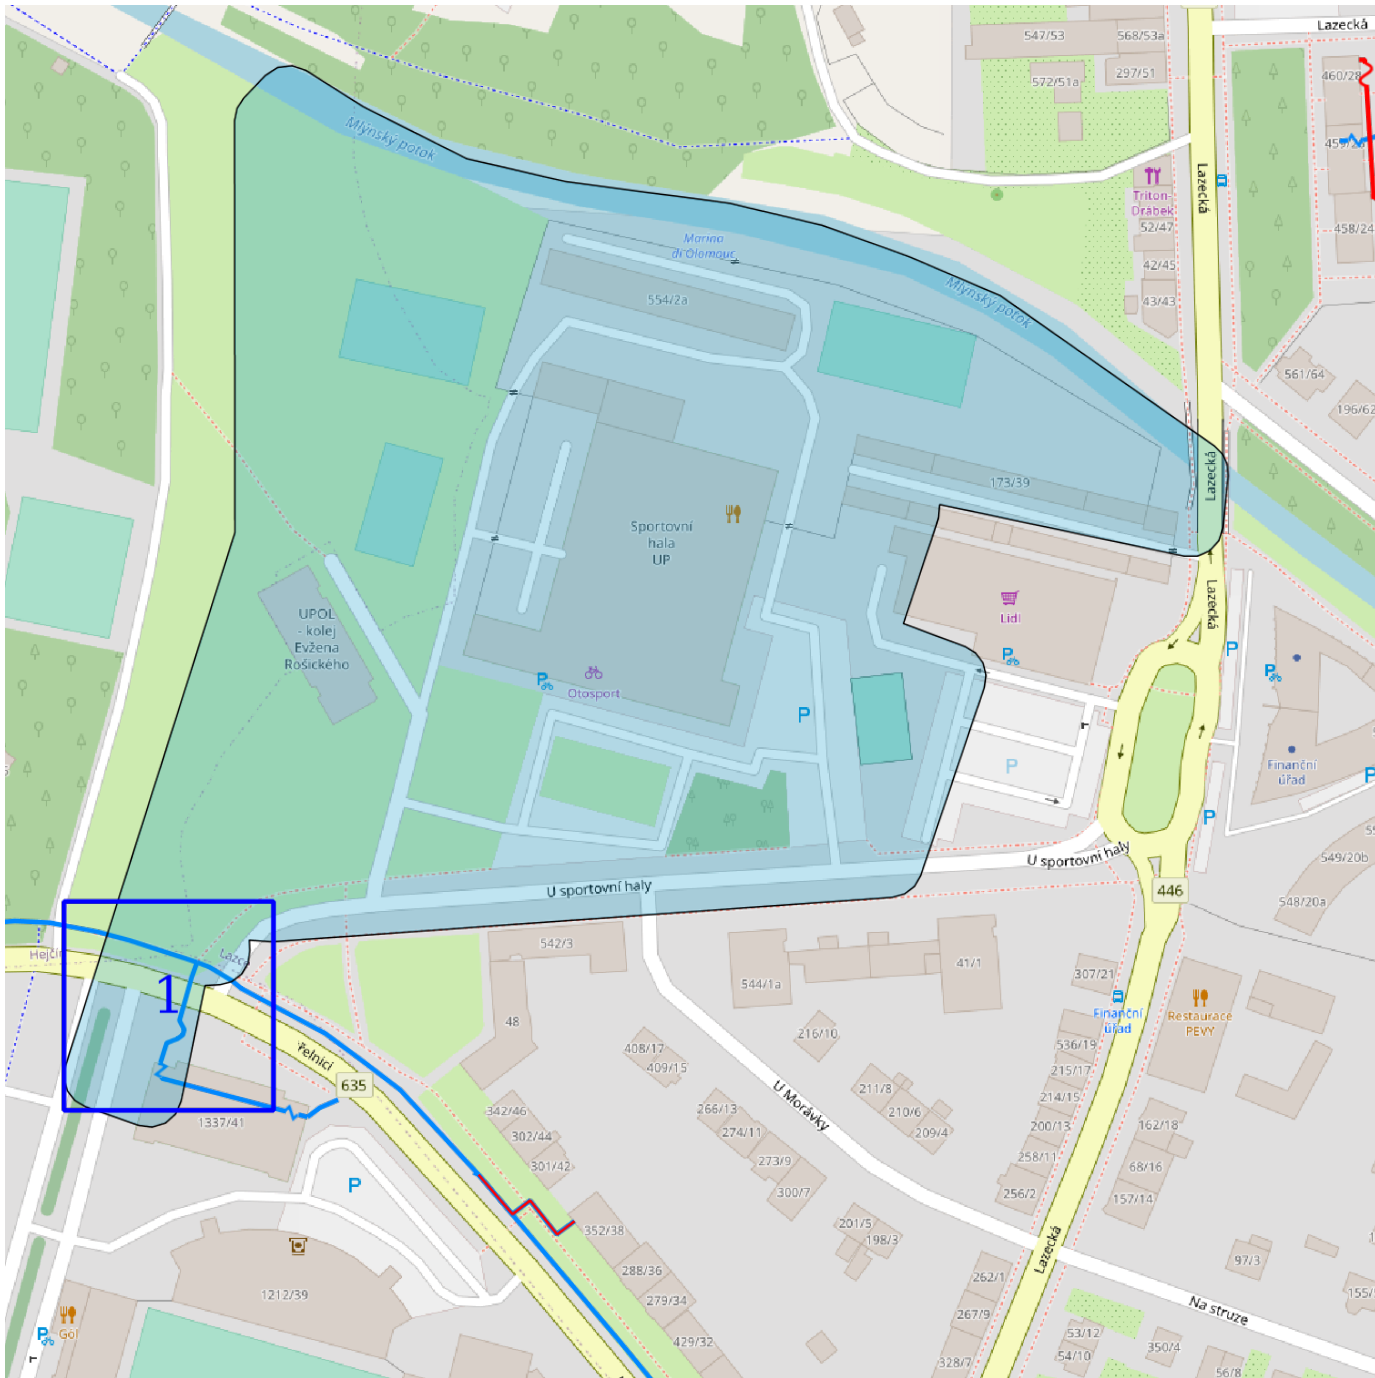 Lazecká
547/53
568/53a
297/51
572/51a
460/28
Mlýnský potok
Lazecká
Triton-
Drábek
52/47
458/24
Marina
di Olomouc
42/45
554/2a
Mlýnský potok
43/43
561/64
196/62
Lazecká
173/39
Sportovní
hala
UP
Lidl
Lazecká
UPOL
- kolej
Evžena
Rošického
P
P
P
P
Otosport
P
P
Finanční
úřad
P
P
U sportovní haly
549/20b
U sportovní haly
446
548/20a
542/3
41/1
307/21
544/1a
Finanční
úřad
Restaurace
PEVY
1
48
216/10
536/19
408/17
409/15
215/17
Řelnicí
635
211/8
210/6
209/4
214/15
U Morávky
342/46
266/13
200/13
162/18
1337/41
302/44
274/11
258/11
301/42
273/9
68/16
P
300/7
256/2
157/14
352/38
201/5
198/3
Lazecká
97/3
288/36
262/1
1212/39
279/34
Na struze
267/9
P
Gól
429/32
53/12
350/4
54/10
328/7
56/8